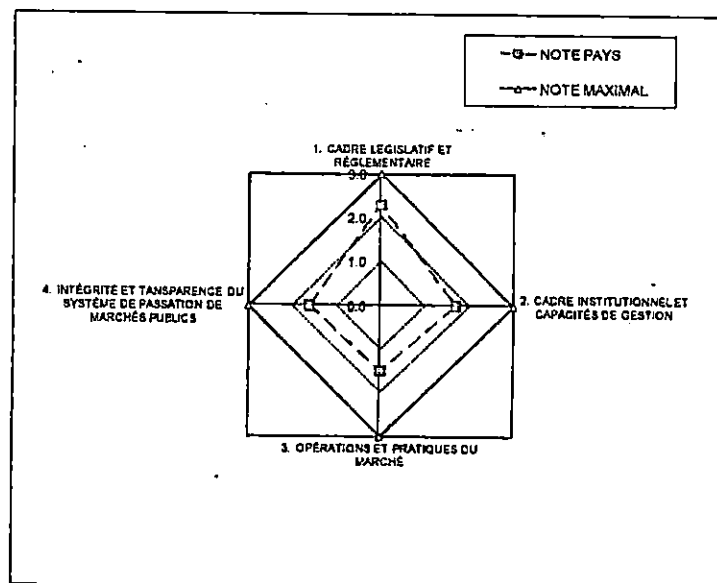 NOTE PAYS
NOTE MAXIMAL
1. CADRE LEGISLATIF ET
RÉGLEMENTAIRE
3.0
2.0
1.0
0.0
4. INTÉGRITÉ ET TANSPARENCE DU
SYSTÈME DE PASSATION DE
MARCHÉS PUBLICS
2. CADRE INSTITUTIONNEL ET
CAPACITÉS DE GESTION
3. OPÉRATIONS ET PRATIQUES DU
MARCHÉ